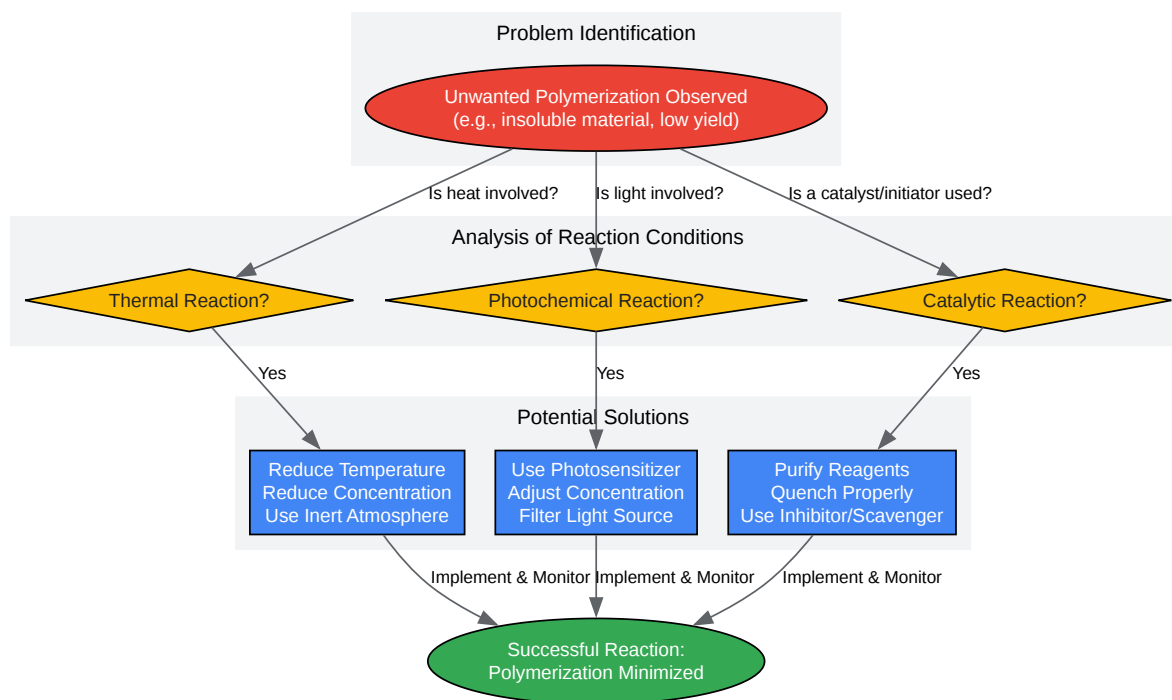 Problem Identification
Unwanted Polymerization Observed
(e.g., insoluble material, low yield)
Is heat involved?
Is light involved?
Is a catalyst/initiator used?
Analysis of Reaction Conditions
Thermal Reaction?
Photochemical Reaction?
Catalytic Reaction?
Yes
Yes
Yes
Potential Solutions
Reduce Temperature
Reduce Concentration
Use Inert Atmosphere
Use Photosensitizer
Adjust Concentration
Filter Light Source
Purify Reagents
Quench Properly
Use Inhibitor/Scavenger
Implement & Monitor
Implement & Monitor
Implement & Monitor
Successful Reaction:
Polymerization Minimized